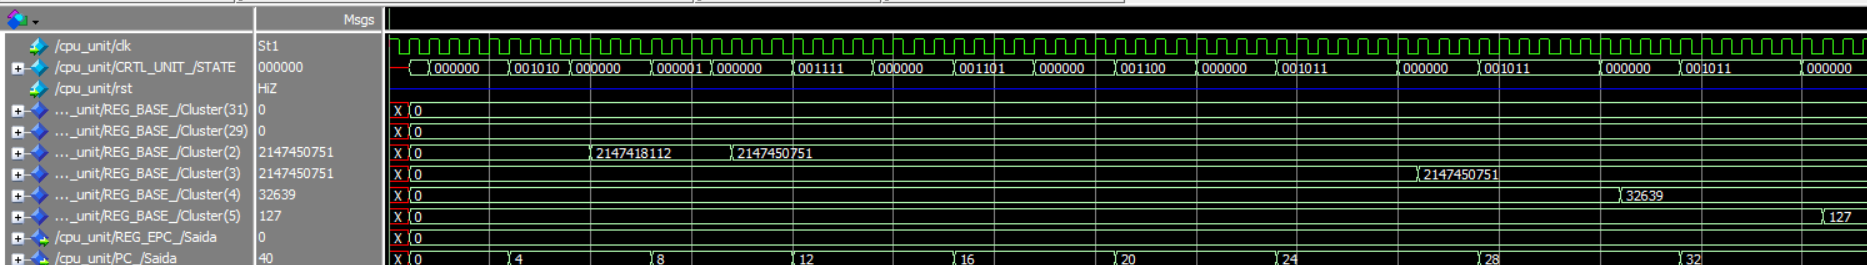 Msgs
/cpu_unit/clk St1
/cpu_unit/CRTL_UNIT_/STATE 000000 000000 001010 000000 000001 000000 001111 000000 001101 000000 001100 000000 001011 000000 001011 000000 001011 000000
/cpu_unit/rst HiZ
..._unit/REG_BASE_/Cluster(31) 0 X 0
..._unit/REG_BASE_/Cluster(29) 0 X 0
..._unit/REG_BASE_/Cluster(2) 2147450751 X 0 2147418112 2147450751
..._unit/REG_BASE_/Cluster(3) 2147450751 X 0 2147450751
..._unit/REG_BASE_/Cluster(4) 32639 X 0 32639
..._unit/REG_BASE_/Cluster(5) 127 X 0 127
/cpu_unit/REG_EPC_/Saida 0 X 0
/cpu_unit/PC_/Saida 40 X 0 4 8 12 16 20 24 28 32